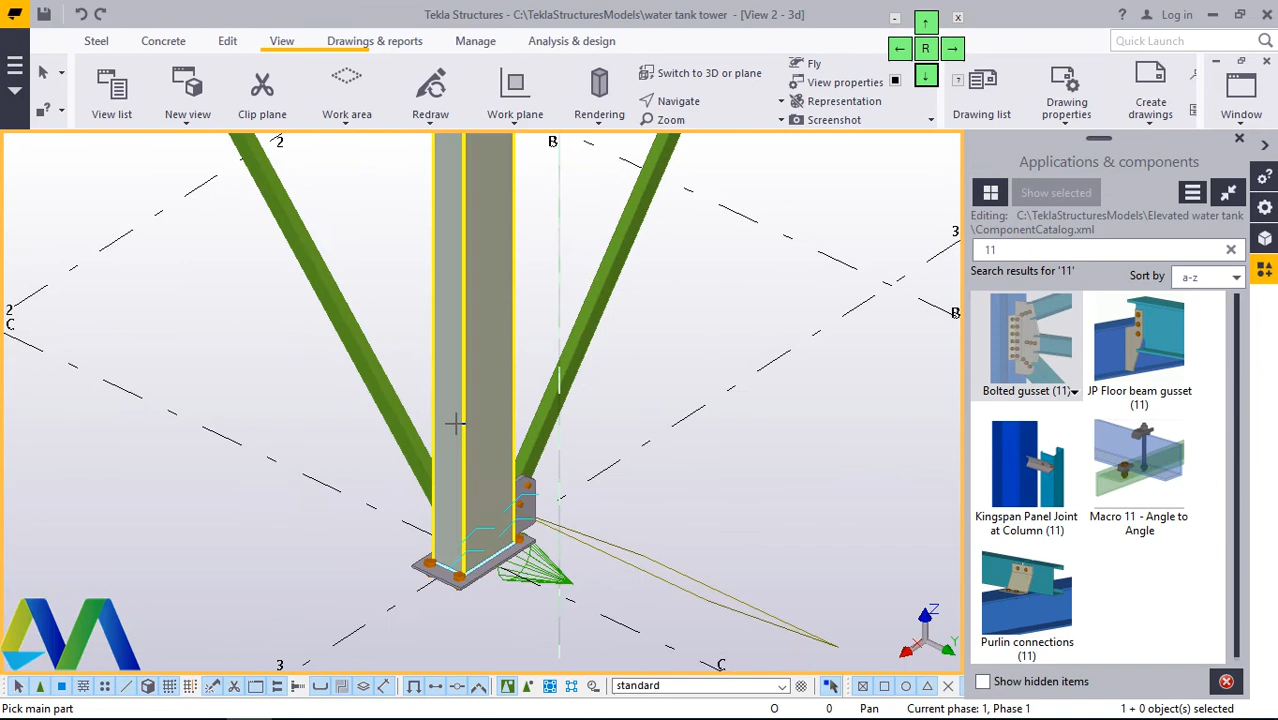 Tekla Structures - C:\TeklaStructuresModels\water tank tower - [View 2 - 3d]
Log in
Steel
Concrete
Edit
View
Drawings & reports
Manage
Analysis & design
R
Quick Launch
View list
New view
Clip plane
Work area
Redraw
Work plane
Rendering
Switch to 3D or plane
Navigate
Zoom
Fly
View properties
Representation
Screenshot
Drawing list
Drawing properties
Create drawings
Window
2
B
3
2
C
B
3
C
Z
Y
X
Applications & components
Show selected
Editing: C:\TeklaStructuresModels\Elevated water tank
\ComponentCatalog.xml
11
Search results for '11'
Sort by
a-z
Bolted gusset (11)
JP Floor beam gusset
(11)
Kingspan Panel Joint
at Column (11)
Macro 11 - Angle to
Angle
Purlin connections
(11)
Show hidden items
standard
Pick main part
O
0
Pan
Current phase: 1, Phase 1
1 + 0 object(s) selected